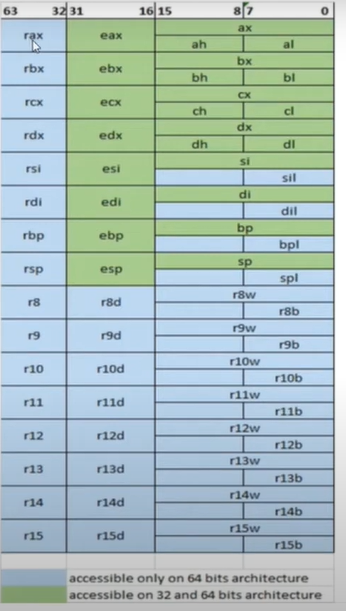 63 32 31 16 15 8 7 0
rax eax ax
ah al
rbx ebx bx
bh bl
rcx ecx cx
ch cl
rdx edx dx
dh dl
rsi esi si
sil
rdi edi di
dil
rbp ebp bp
bpl
rsp esp sp
spl
r8 r8d r8w
r8b
r9 r9d r9w
r9b
r10 r10d r10w
r10b
r11 r11d r11w
r11b
r12 r12d r12w
r12b
r13 r13d r13w
r13b
r14 r14d r14w
r14b
r15 r15d r15w
r15b
accessible only on 64 bits architecture
accessible on 32 and 64 bits architecture